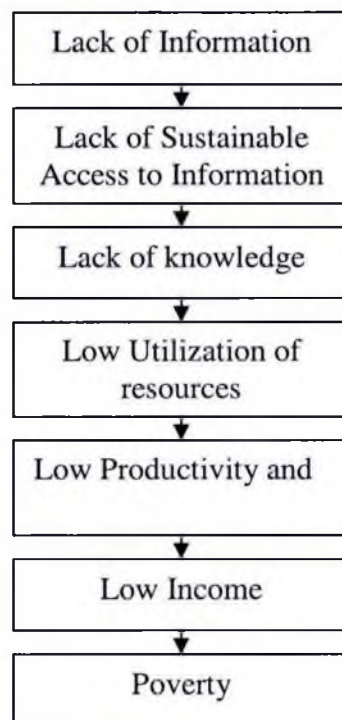 Lack of Information
Lack of Sustainable
Access to Information
Lack of knowledge
Low Utilization of
resources
Low Productivity and
Low Income
Poverty